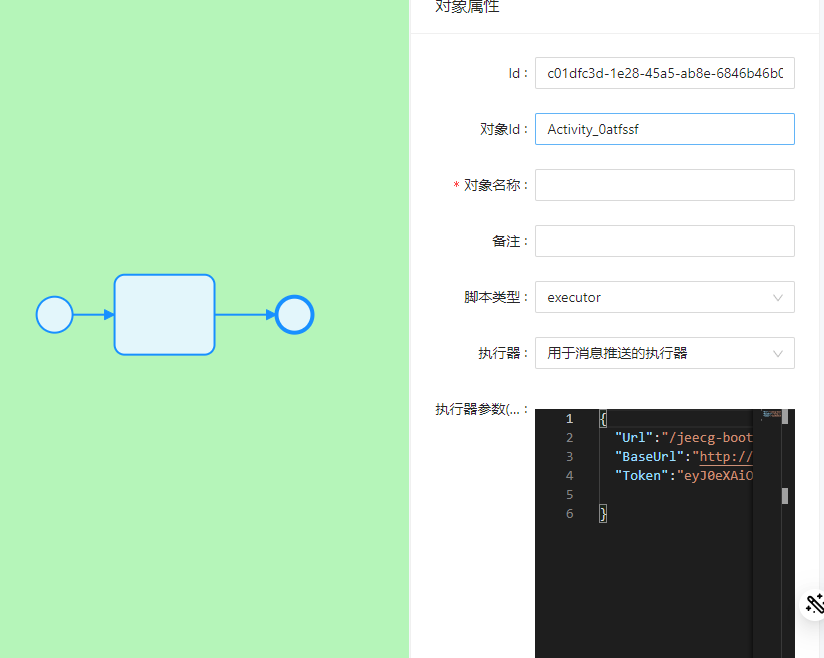 对象属性
Id :
c01dfc3d-1e28-45a5-ab8e-6846b46b0
对象Id :
Activity_0atfssf
* 对象名称 :
备注 :
脚本类型 :
executor
执行器 :
用于消息推送的执行器
执行器参数(... :
1 {
2 "Url":"/jeecg-boot
3 "BaseUrl":"http://
4 "Token":"eyJ0eXAiO
5
6 }